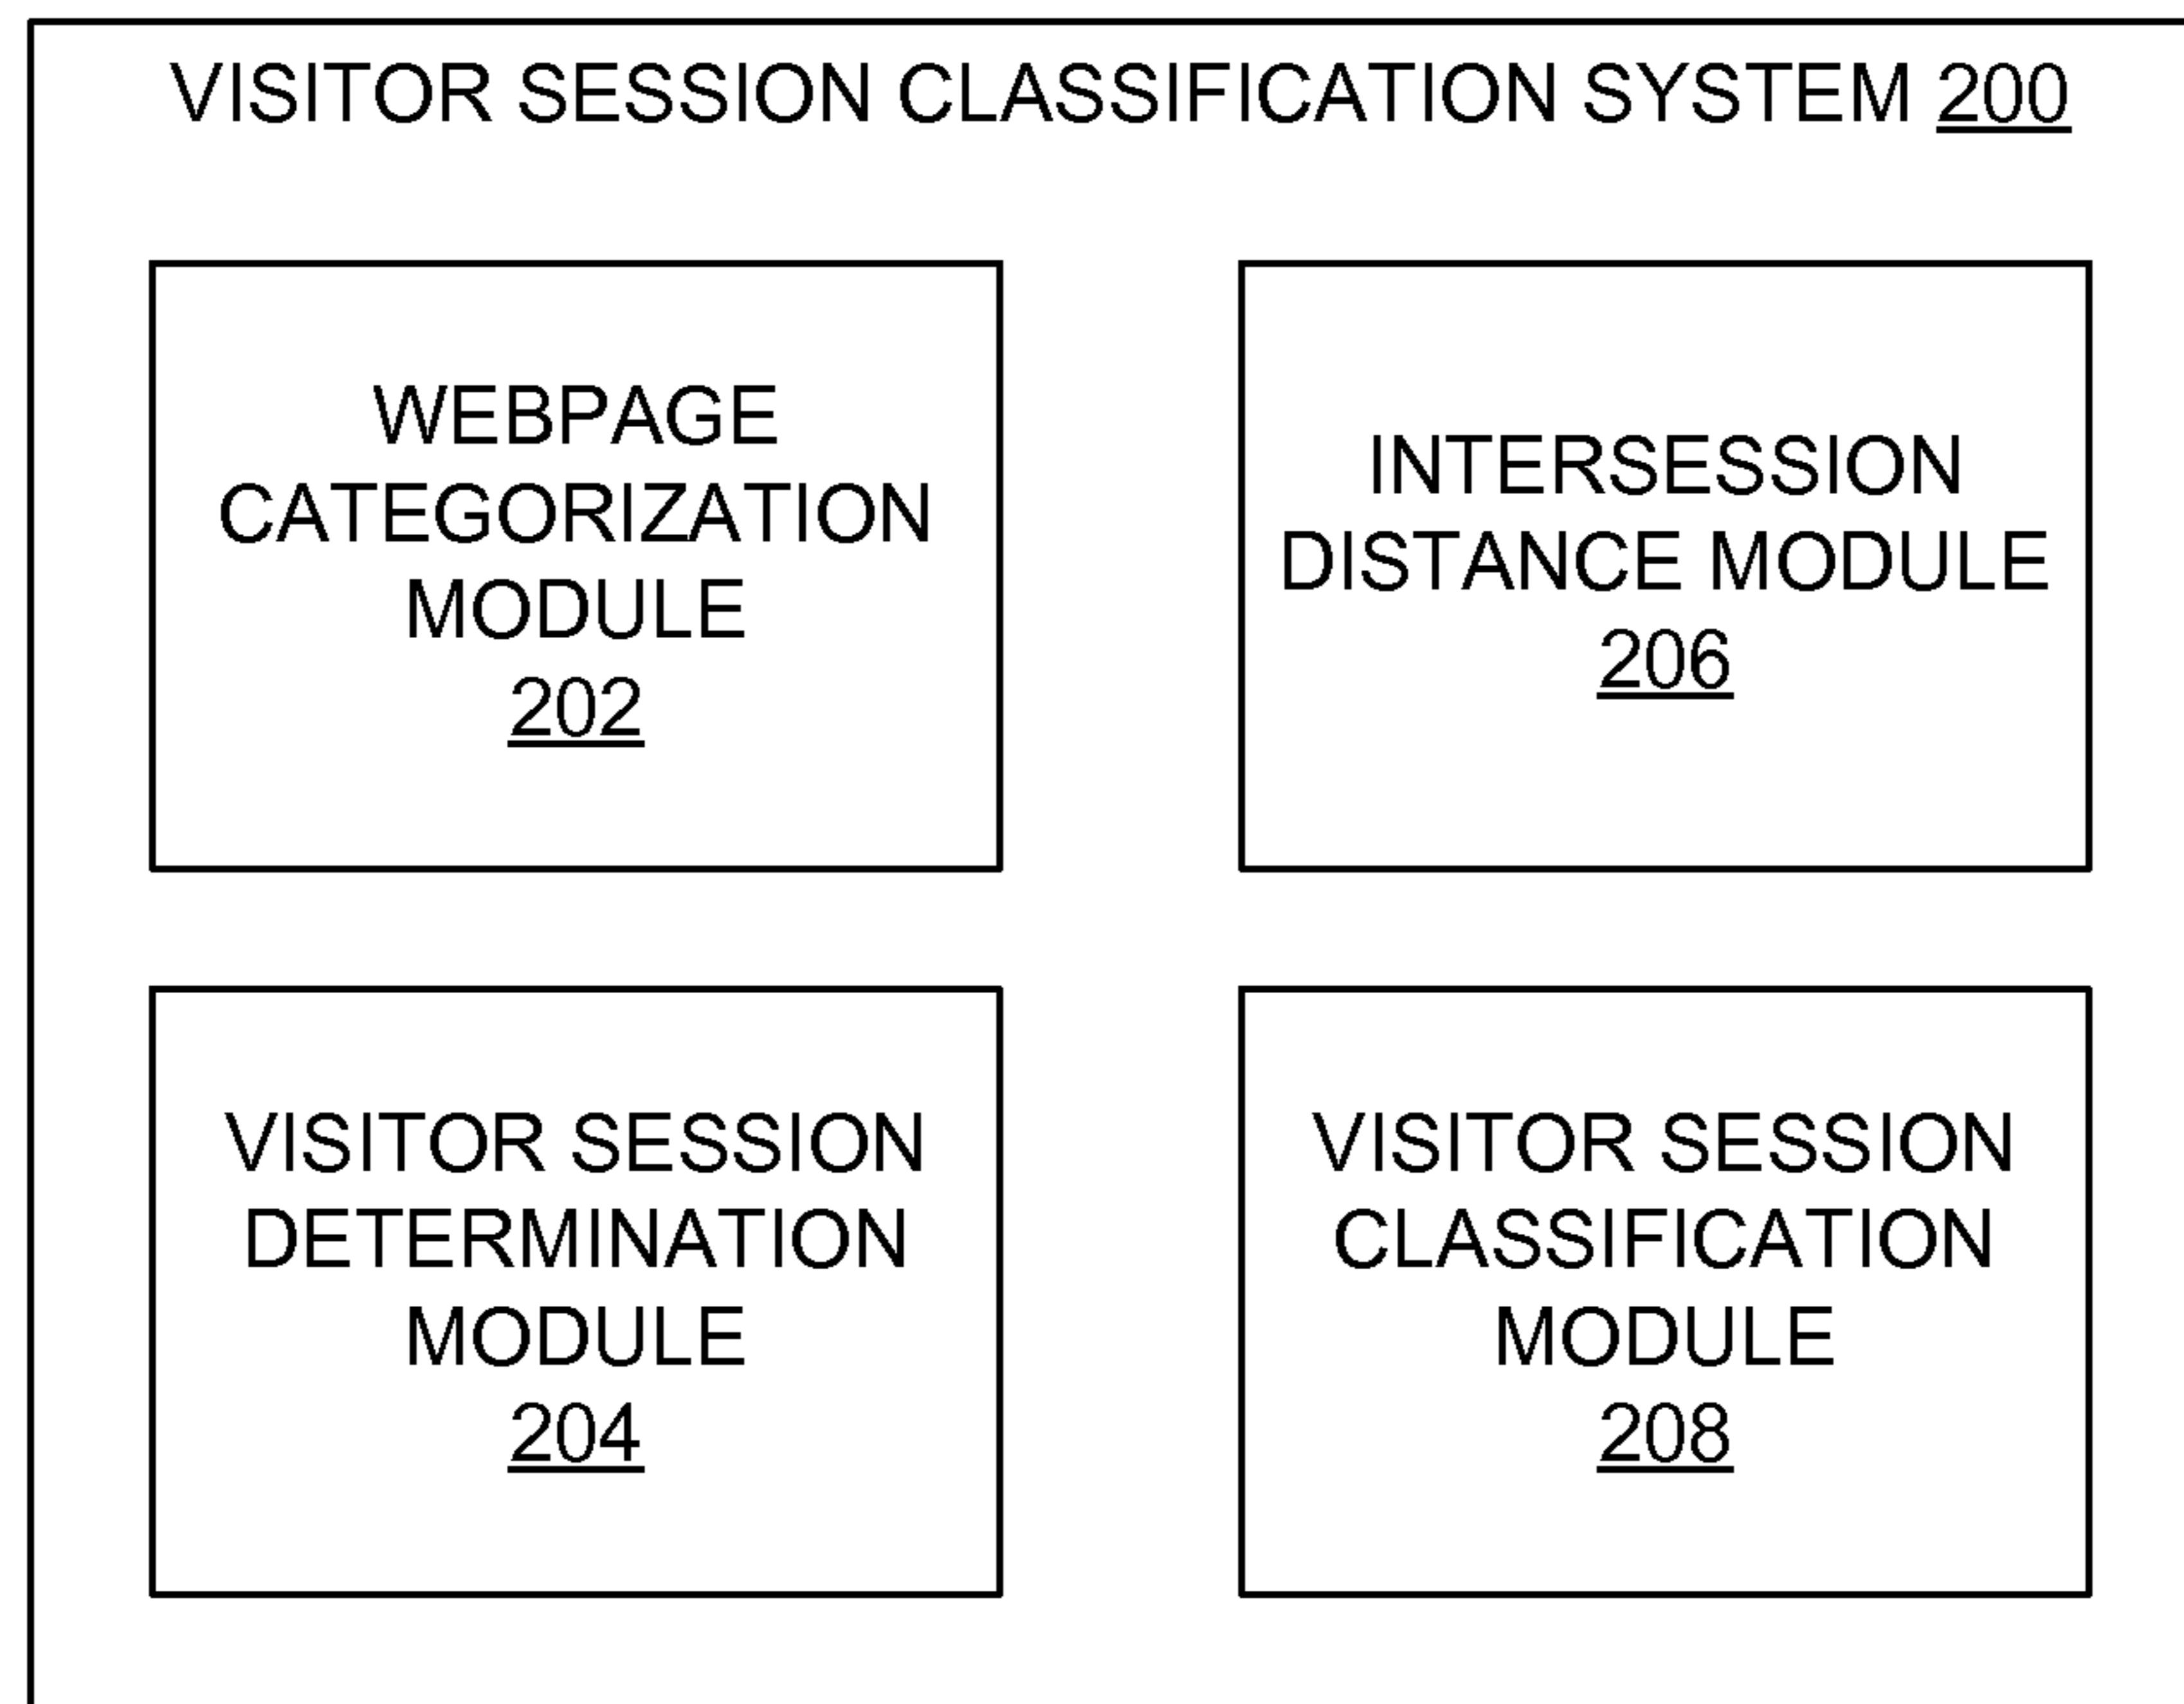 VISITOR SESSION CLASSIFICATION SYSTEM 200
WEBPAGE
CATEGORIZATION
MODULE
202
INTERSESSION
DISTANCE MODULE
206
VISITOR SESSION
DETERMINATION
MODULE
204
VISITOR SESSION
CLASSIFICATION
MODULE
208